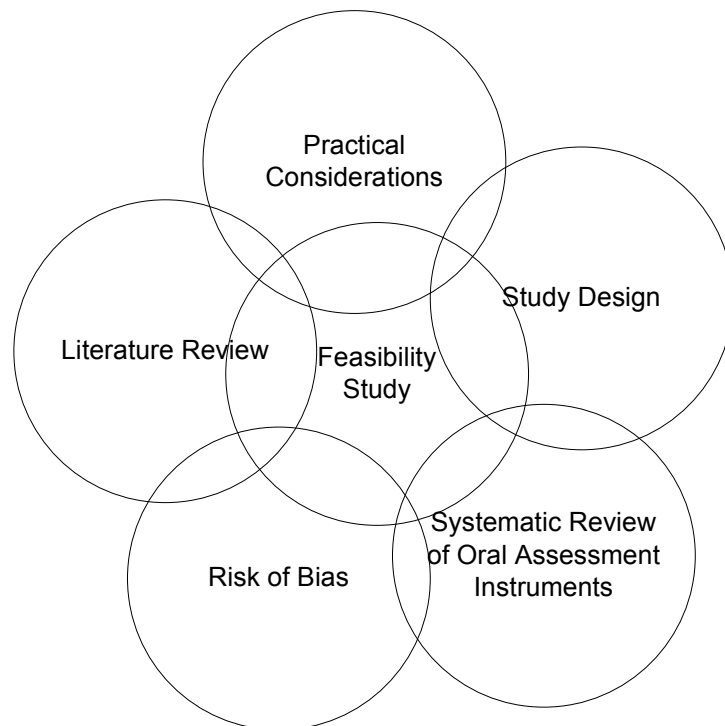 Practical
Considerations
Study Design
Literature Review
Feasibility
Study
Systematic Review
of Oral Assessment
Instruments
Risk of Bias